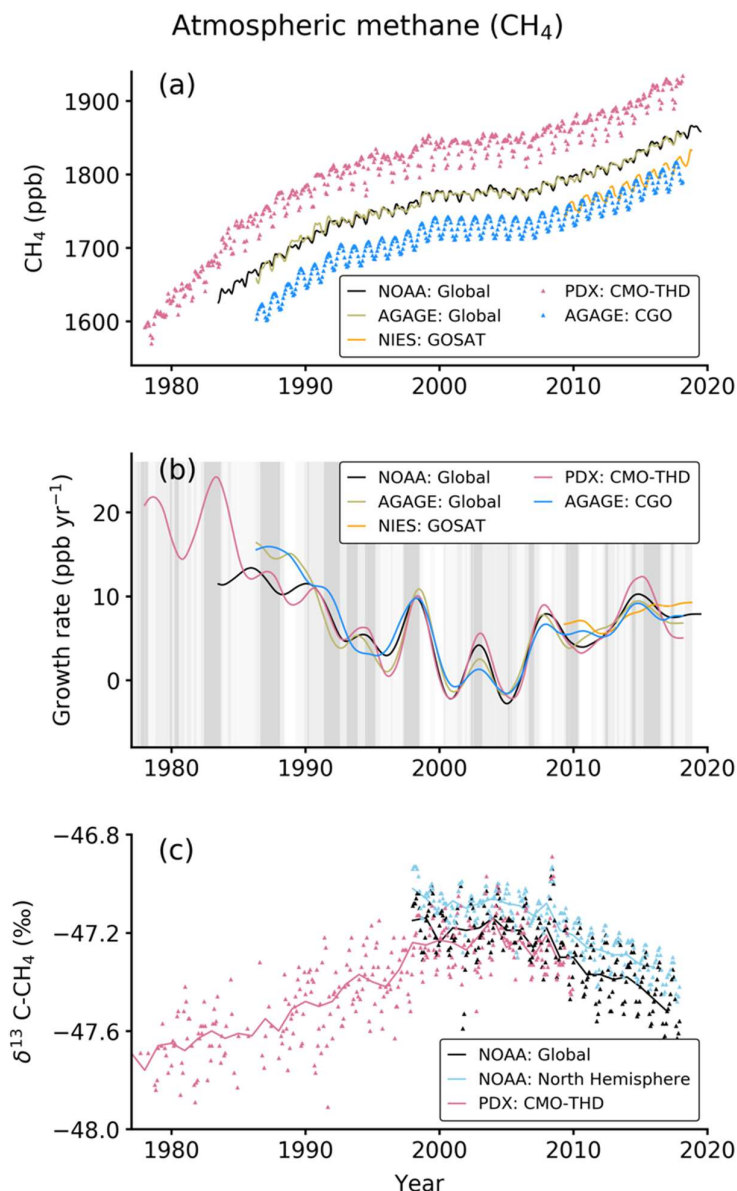 Atmospheric methane (CH₄)
(a)
CH₄ (ppb)
1900
1800
1700
1600
NOAA: Global
AGAGE: Global
NIES: GOSAT
PDX: CMO-THD
AGAGE: CGO
1980
1990
2000
2010
2020
(b)
Growth rate (ppb yr⁻¹)
20
10
0
NOAA: Global
AGAGE: Global
NIES: GOSAT
PDX: CMO-THD
AGAGE: CGO
1980
1990
2000
2010
2020
(c)
δ¹³ C-CH₄ (‰)
−46.8
−47.2
−47.6
−48.0
NOAA: Global
NOAA: North Hemisphere
PDX: CMO-THD
1980
1990
2000
2010
2020
Year